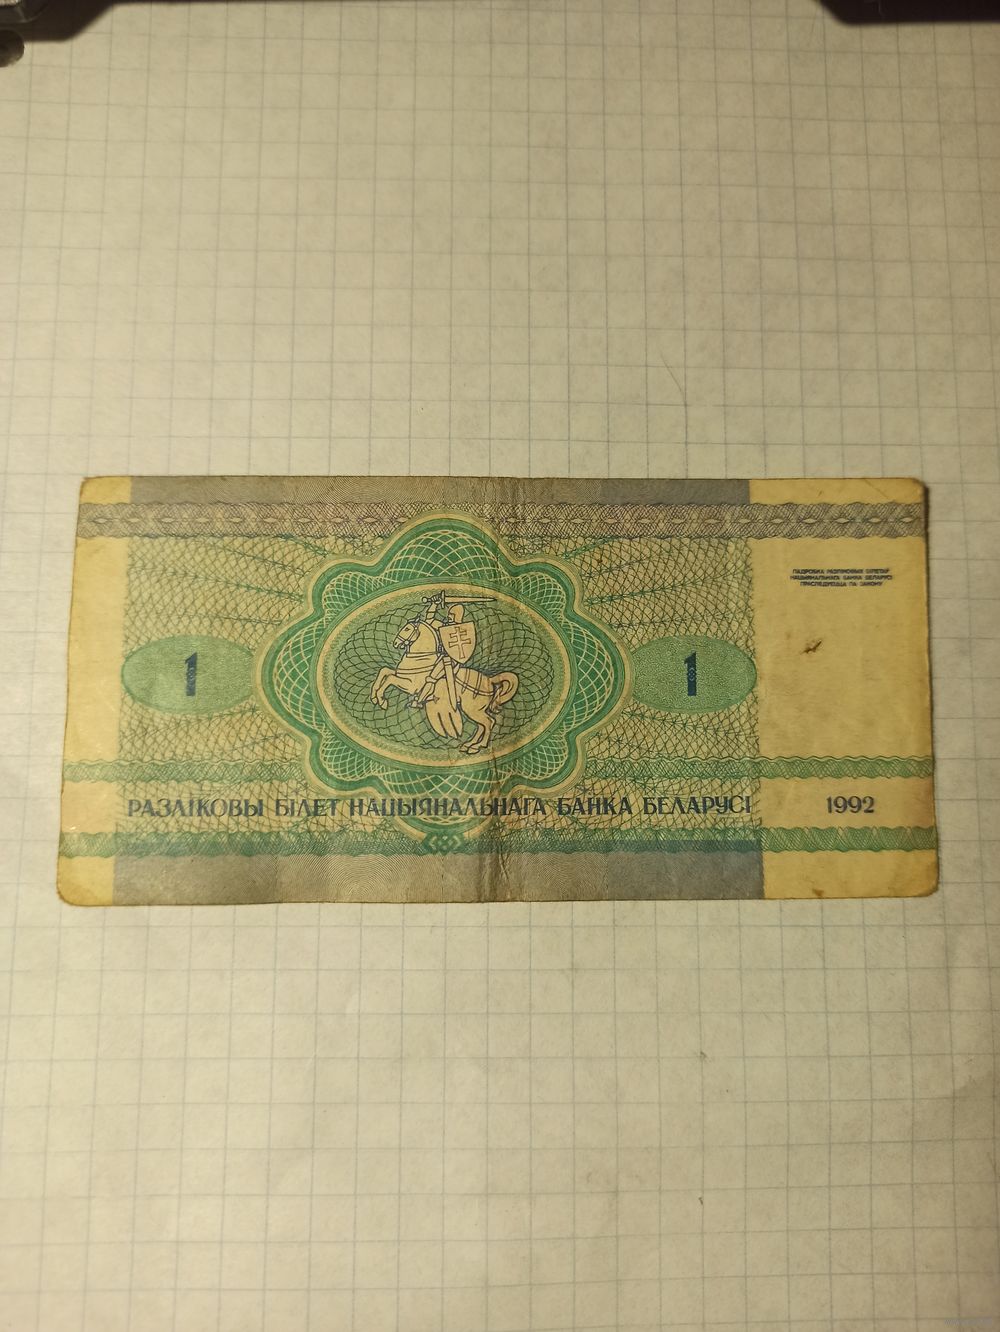 ПАДРОБКА РАЗЛІКОВЫХ БІЛЕТАЎ
НАЦЫЯНАЛЬНАГА БАНКА БЕЛАРУСІ
ПРАСЛЕДУЕЦЦА ПА ЗАКОНУ
1 1
РАЗЛІКОВЫ БІЛЕТ НАЦЫЯНАЛЬНАГА БАНКА БЕЛАРУСІ 1992